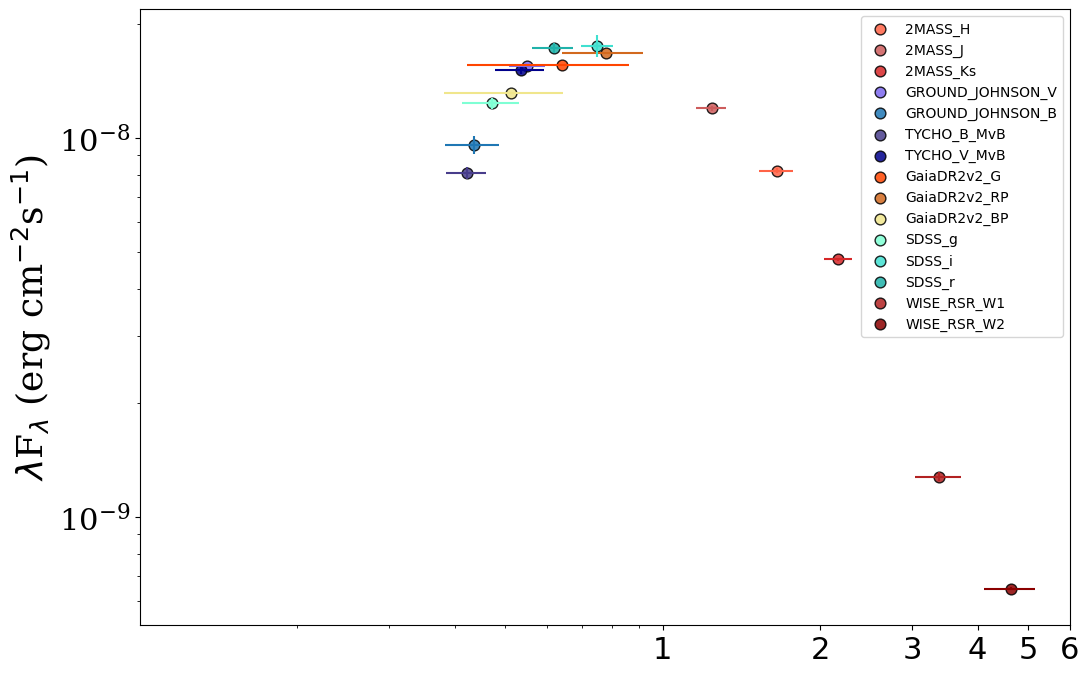 λF_λ (erg cm⁻²s⁻¹)
10⁻⁸
10⁻⁹
1 2 3 4 5 6
2MASS_H
2MASS_J
2MASS_Ks
GROUND_JOHNSON_V
GROUND_JOHNSON_B
TYCHO_B_MvB
TYCHO_V_MvB
GaiaDR2v2_G
GaiaDR2v2_RP
GaiaDR2v2_BP
SDSS_g
SDSS_i
SDSS_r
WISE_RSR_W1
WISE_RSR_W2